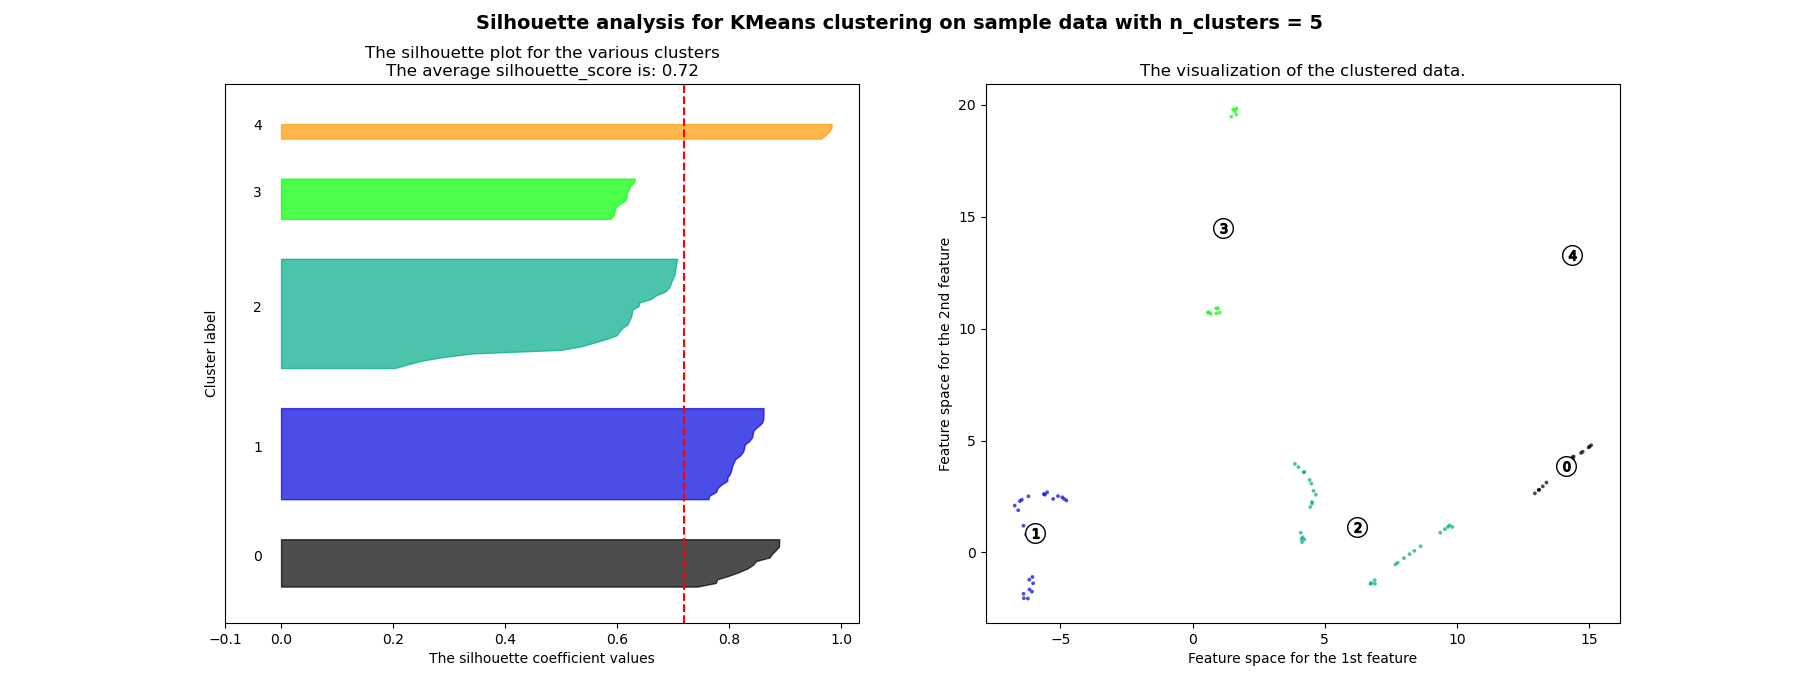 Silhouette analysis for KMeans clustering on sample data with n_clusters = 5
The silhouette plot for the various clusters
The average silhouette_score is: 0.72
4
3
2
1
0
Cluster label
−0.1 0.0 0.2 0.4 0.6 0.8 1.0
The silhouette coefficient values
The visualization of the clustered data.
20
15
10
5
0
Feature space for the 2nd feature
3
4
0
2
1
−5 0 5 10 15
Feature space for the 1st feature